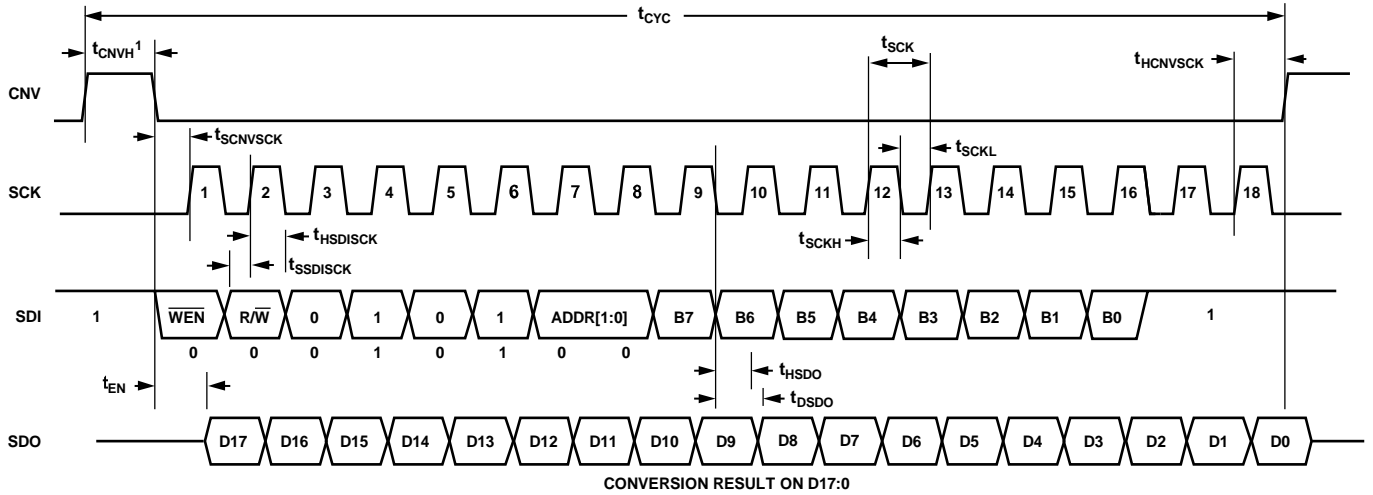 tCYC
tCNVH1
tSCK
tHCNVSCK
CNV
tSCNVSCK
tSCKL
SCK 1 2 3 4 5 6 7 8 9 10 11 12 13 14 15 16 17 18
tHSDISCK
tSCKH
tSSDISCK
SDI 1 WEN R/W 0 1 0 1 ADDR[1:0] B7 B6 B5 B4 B3 B2 B1 B0 1
0 0 0 1 0 1 0 0
tEN
tHSDO
tDSDO
SDO D17 D16 D15 D14 D13 D12 D11 D10 D9 D8 D7 D6 D5 D4 D3 D2 D1 D0
CONVERSION RESULT ON D17:0